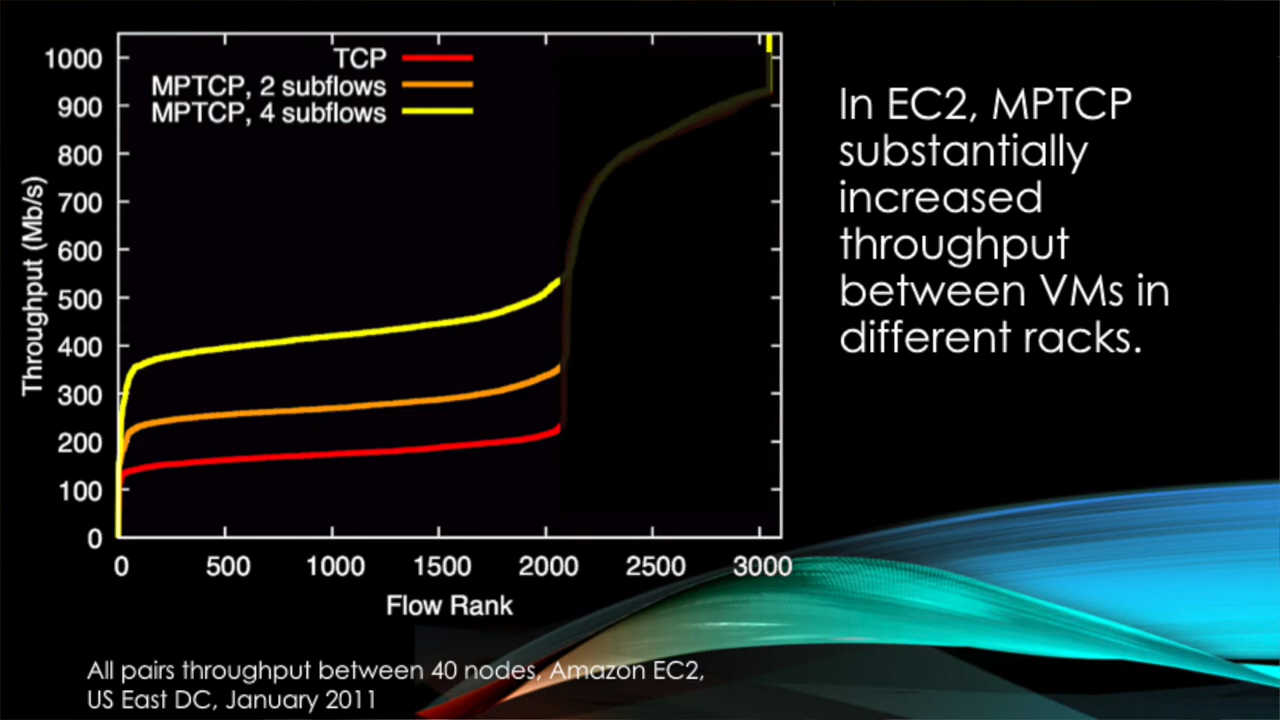 1000
900
800
700
600
500
400
300
200
100
0
Throughput (Mb/s)
TCP
MPTCP, 2 subflows
MPTCP, 4 subflows
0 500 1000 1500 2000 2500 3000
Flow Rank
In EC2, MPTCP
substantially
increased
throughput
between VMs in
different racks.
All pairs throughput between 40 nodes, Amazon EC2,
US East DC, January 2011